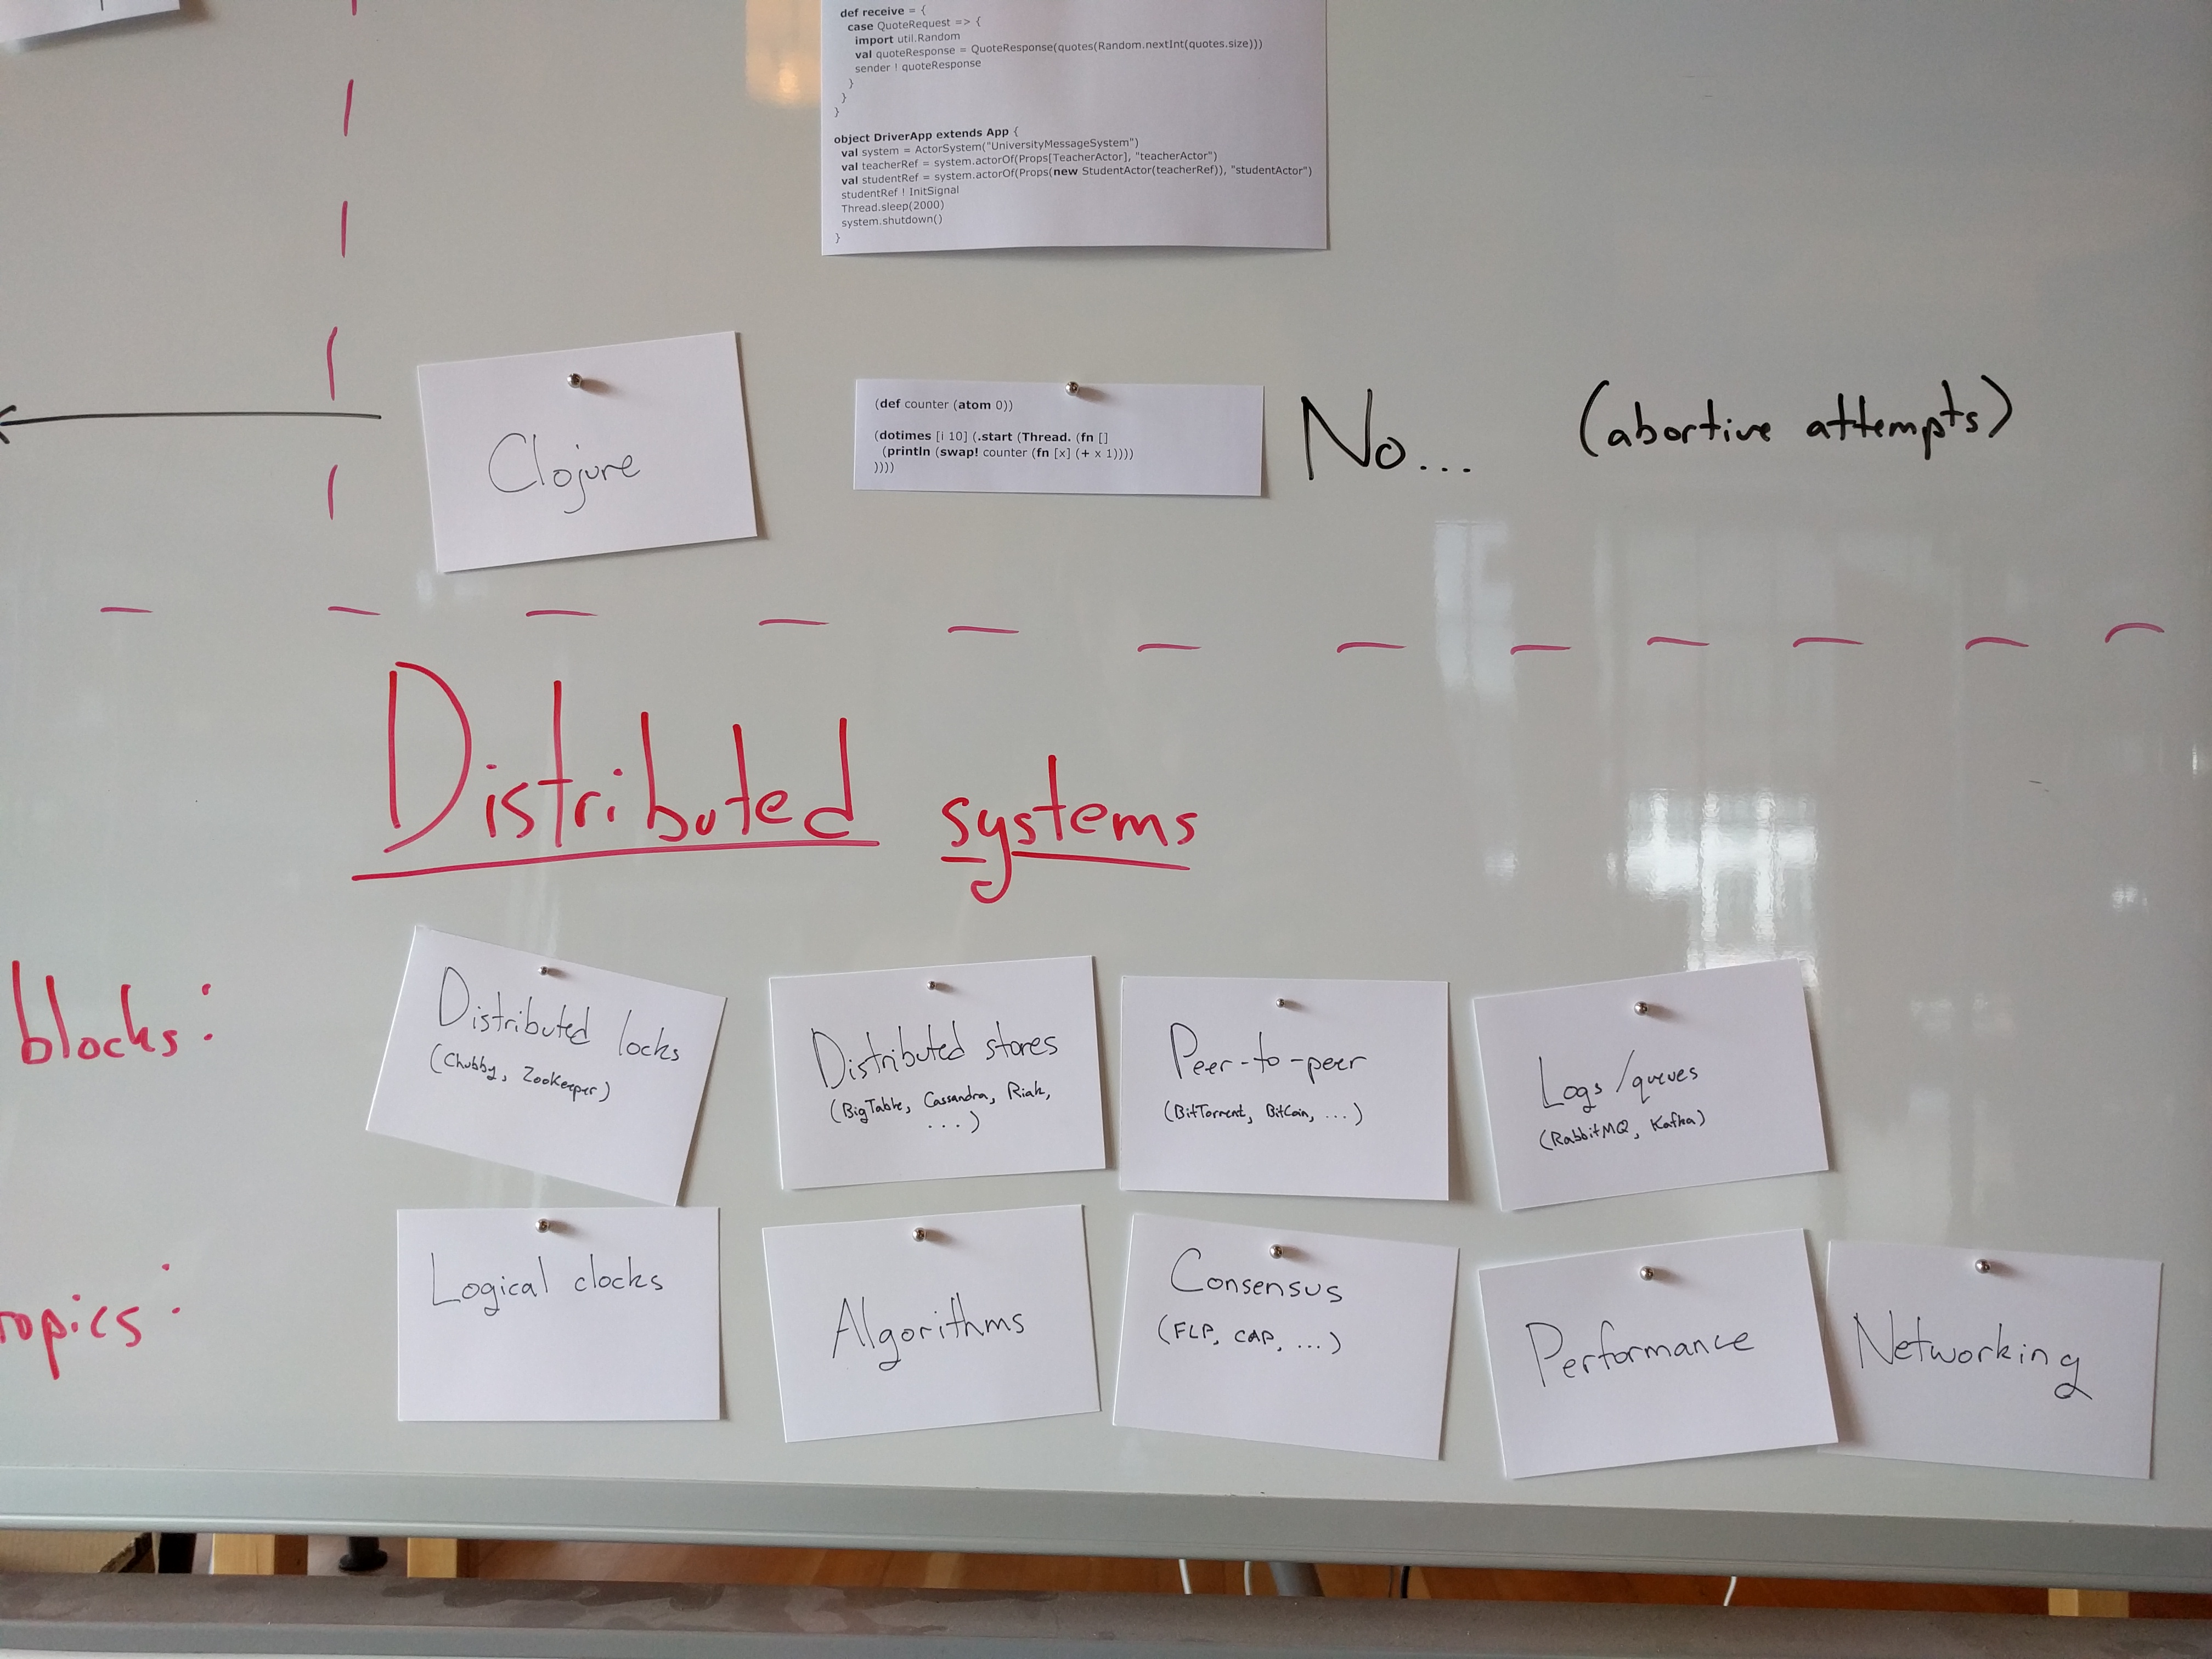 def receive = {
case QuoteRequest => {
import util.Random
val quoteResponse = QuoteResponse(quotes(Random.nextInt(quotes.size)))
sender ! quoteResponse
}
}
}
object DriverApp extends App {
val system = ActorSystem("UniversityMessageSystem")
val teacherRef = system.actorOf(Props[TeacherActor], "teacherActor")
val studentRef = system.actorOf(Props(new StudentActor(teacherRef)), "studentActor")
studentRef ! InitSignal
Thread.sleep(2000)
system.shutdown()
}
Clojure
(def counter (atom 0))
(dotimes [i 10] (.start (Thread. (fn []
(println (swap! counter (fn [x] (+ x 1))))
))))
No... (abortive attempts)
Distributed systems
blocks:
Distributed locks
(Chubby, ZooKeeper)
Distributed stores
(BigTable, Cassandra, Riak,
...)
Peer-to-peer
(BitTorrent, BitCoin, ...)
Logs/queues
(RabbitMQ, Kafka)
opics:
Logical clocks
Algorithms
Consensus
(FLP, CAP, ...)
Performance
Networking